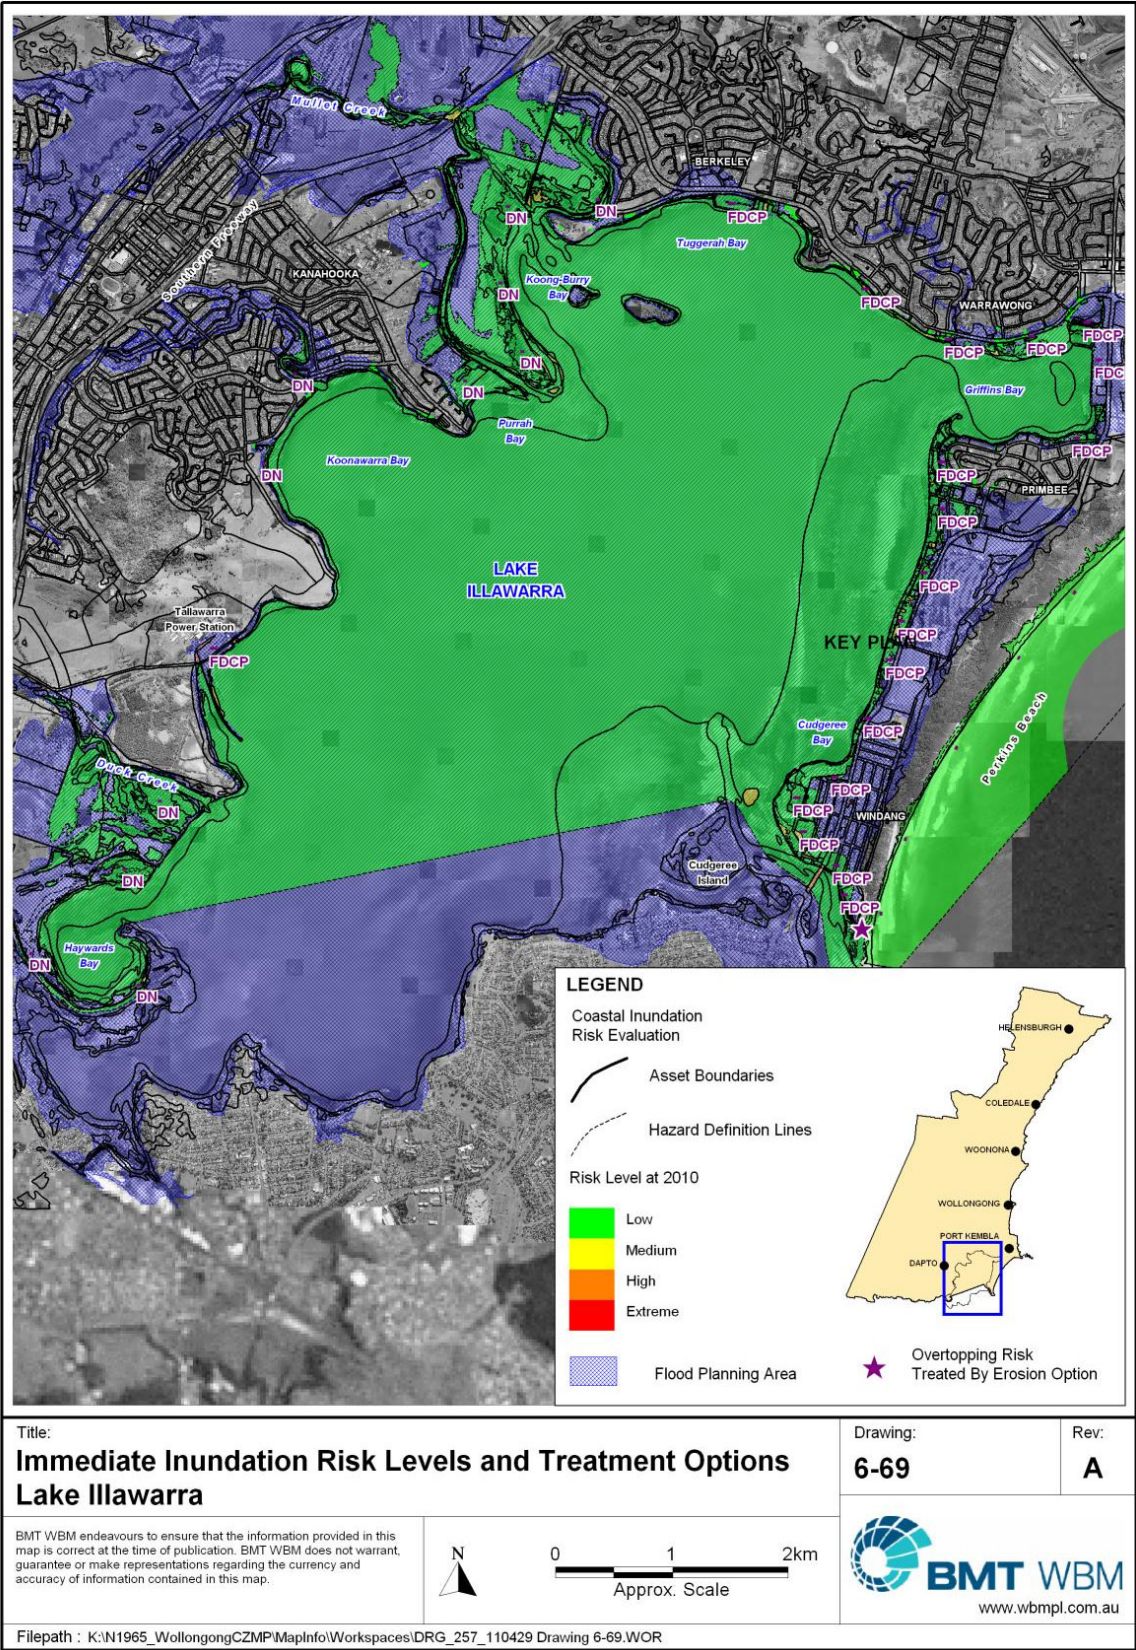 Mullet Creek
BERKELEY
Southern Freeway
DN
DN
FDCP
Tuggerah Bay
KANAHOOKA
Koong-Burry
Bay
DN
FDCP
WARRAWONG
FDCP
FDCP
FDCP
DN
DN
DN
FDC
Griffins Bay
Purrah
Bay
Koonawarra Bay
DN
FDCP
FDCP
PRIMBEE
FDCP
LAKE
ILLAWARRA
FDCP
Tallawarra
Power Station
FDCP
KEY PLAN
FDCP
FDCP
Perkins Beach
Cudgeree
Bay
FDCP
Duck Creek
DN
FDCP
FDCP
WINDANG
FDCP
Cudgeree
Island
DN
FDCP
FDCP
Haywards
Bay
DN
DN
LEGEND
Coastal Inundation
Risk Evaluation
Asset Boundaries
Hazard Definition Lines
Risk Level at 2010
Low
Medium
High
Extreme
Flood Planning Area
Overtopping Risk
Treated By Erosion Option
HELENSBURGH
COLEDALE
WOONONA
WOLLONGONG
PORT KEMBLA
DAPTO
Title:
Immediate Inundation Risk Levels and Treatment Options
Lake Illawarra
Drawing:
6-69
Rev:
A
BMT WBM endeavours to ensure that the information provided in this
map is correct at the time of publication. BMT WBM does not warrant,
guarantee or make representations regarding the currency and
accuracy of information contained in this map.
N
0 1 2km
Approx. Scale
BMT WBM
www.wbmpl.com.au
Filepath : K:\N1965_WollongongCZMP\MapInfo\Workspaces\DRG_257_110429 Drawing 6-69.WOR